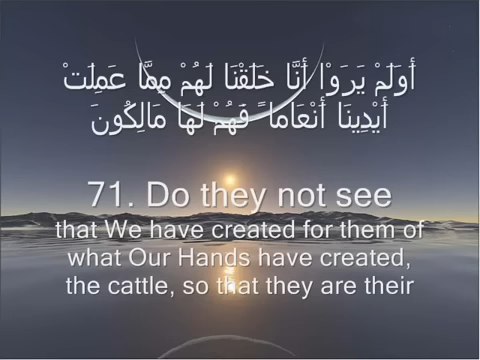 أَوَلَمْ يَرَوْا أَنَّا خَلَقْنَا لَهُمْ مِمَّا عَمِلَتْ
أَيْدِينَا أَنْعَاما ً فَهُمْ لَهَا مَالِكُونَ
71. Do they not see
that We have created for them of
what Our Hands have created,
the cattle, so that they are their